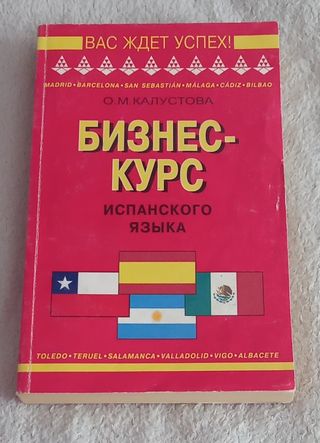 ВАС ЖДЕТ УСПЕХ!
MADRID • BARCELONA • SAN SEBASTIÁN • MÁLAGA • CÁDIZ • BILBAO
О.М.КАЛУСТОВА
БИЗНЕС-
КУРС
ИСПАНСКОГО
ЯЗЫКА
TOLEDO • TERUEL • SALAMANCA • VALLADOLID • VIGO • ALBACETE